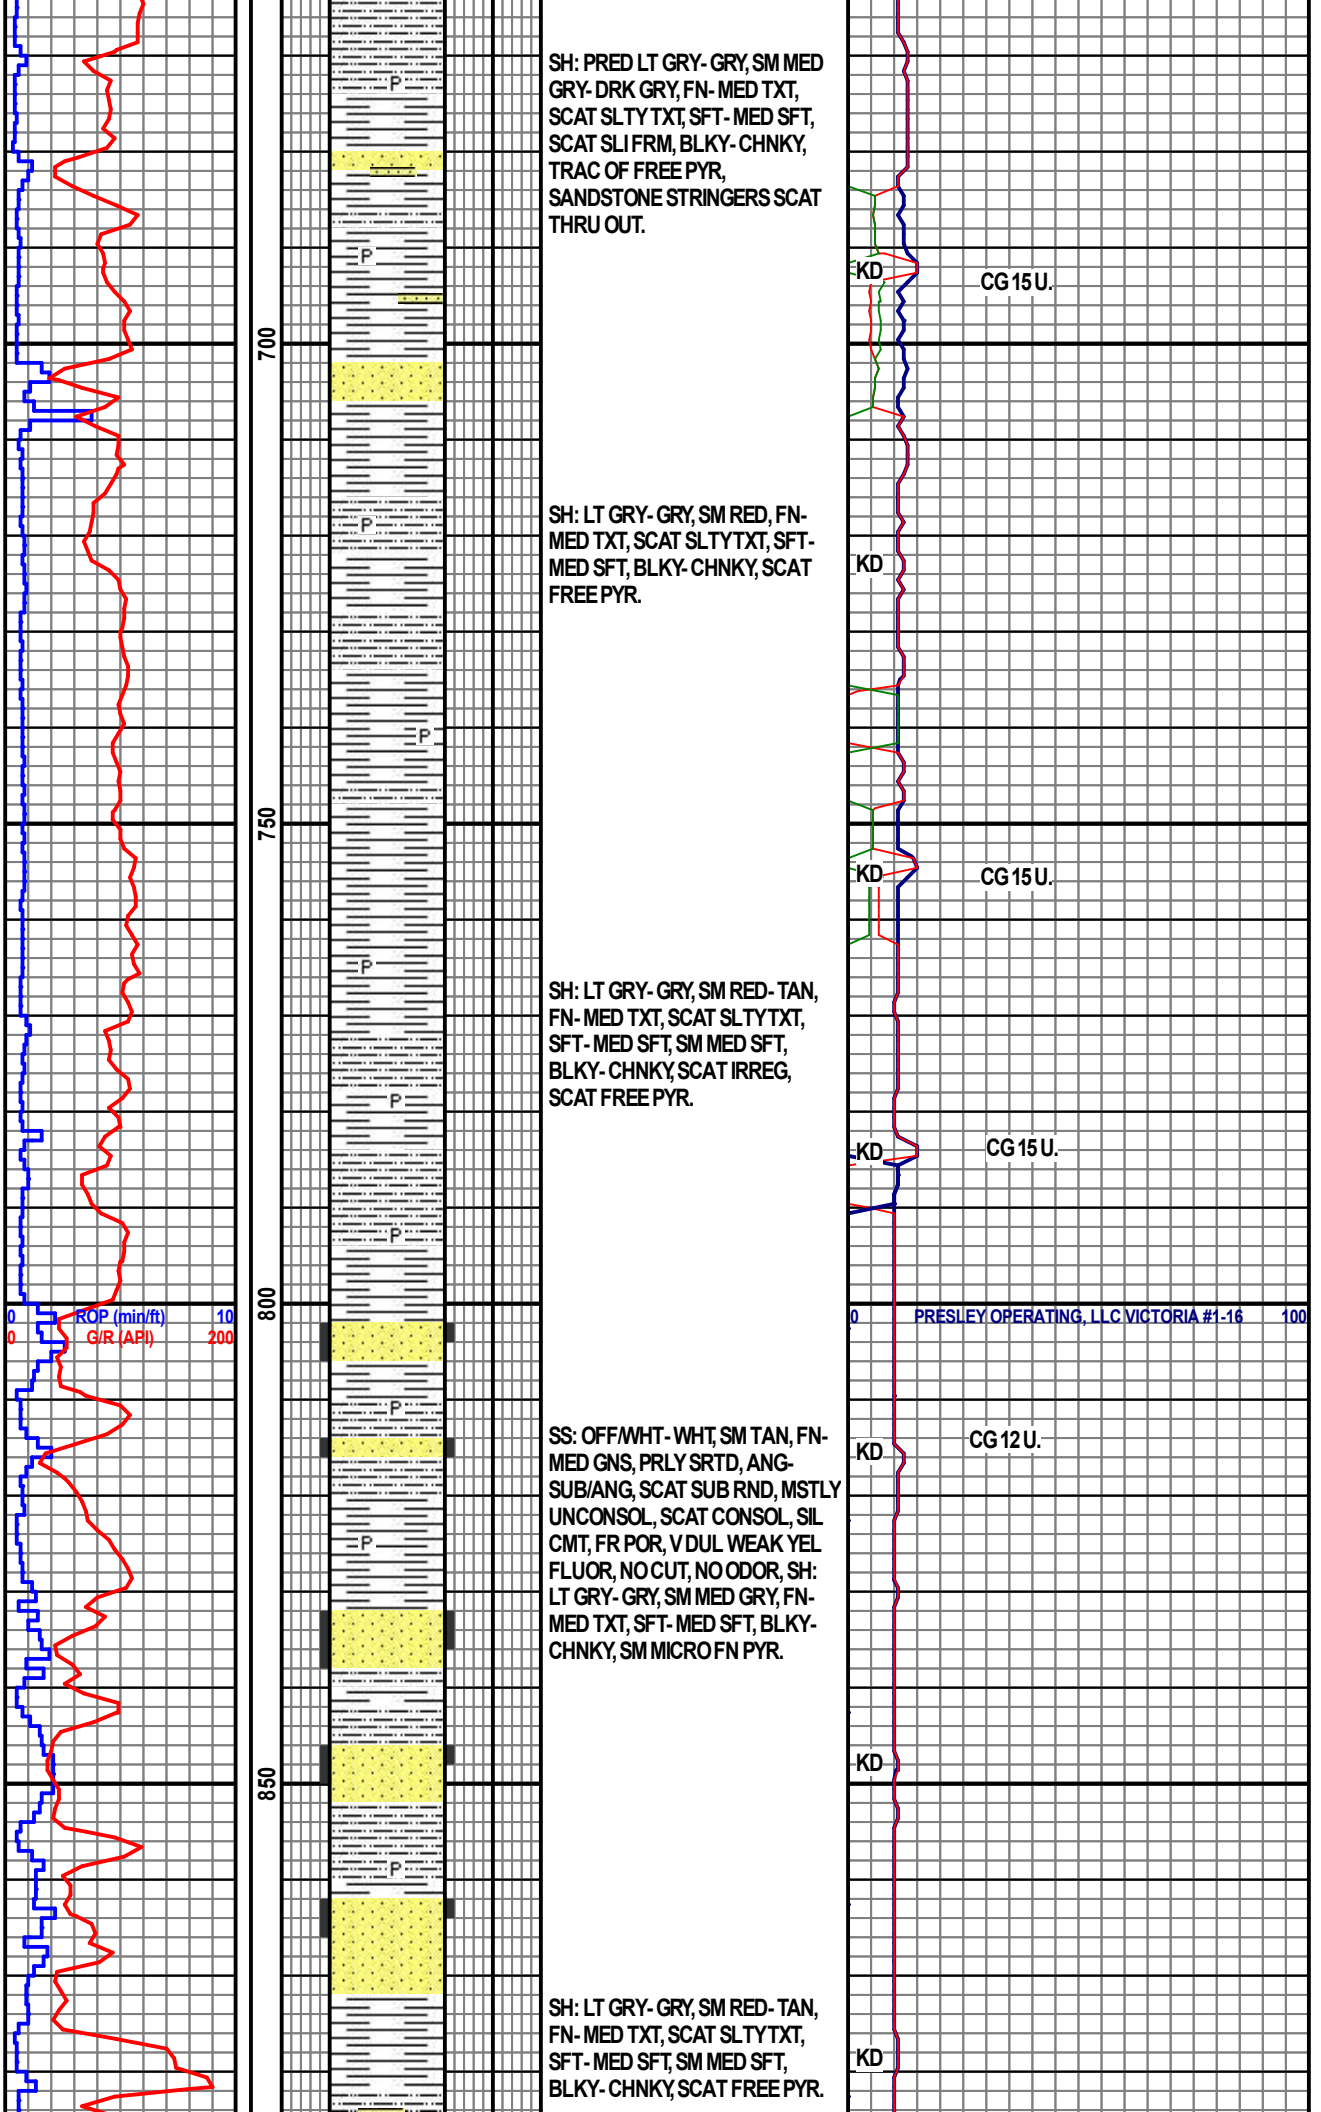 SH: PRED LT GRY- GRY, SM MED
GRY- DRK GRY, FN- MED TXT,
SCAT SLTY TXT, SFT- MED SFT,
SCAT SLI FRM, BLKY- CHNKY,
TRAC OF FREE PYR,
SANDSTONE STRINGERS SCAT
THRU OUT.
P
P
KD
CG 15 U.
700
SH: LT GRY- GRY, SM RED, FN-
MED TXT, SCAT SLTY TXT, SFT-
MED SFT, BLKY- CHNKY, SCAT
FREE PYR.
P
KD
P
750
KD
CG 15 U.
P
SH: LT GRY- GRY, SM RED- TAN,
FN- MED TXT, SCAT SLTY TXT,
SFT- MED SFT, SM MED SFT,
BLKY- CHNKY, SCAT IRREG,
SCAT FREE PYR.
P
KD
CG 15 U.
P
800
0 ROP (min/ft) 10
0 G/R (API) 200
0 PRESLEY OPERATING, LLC VICTORIA #1-16 100
P
KD
CG 12 U.
SS: OFF/WHT- WHT, SM TAN, FN-
MED GNS, PRLY SRTD, ANG-
SUB/ANG, SCAT SUB RND, MSTLY
UNCONSOL, SCAT CONSOL, SIL
CMT, FR POR, V DUL WEAK YEL
FLUOR, NO CUT, NO ODOR, SH:
LT GRY- GRY, SM MED GRY, FN-
MED TXT, SFT- MED SFT, BLKY-
CHNKY, SM MICRO FN PYR.
P
KD
850
P
SH: LT GRY- GRY, SM RED- TAN,
FN- MED TXT, SCAT SLTY TXT,
SFT- MED SFT, SM MED SFT,
BLKY- CHNKY, SCAT FREE PYR.
KD